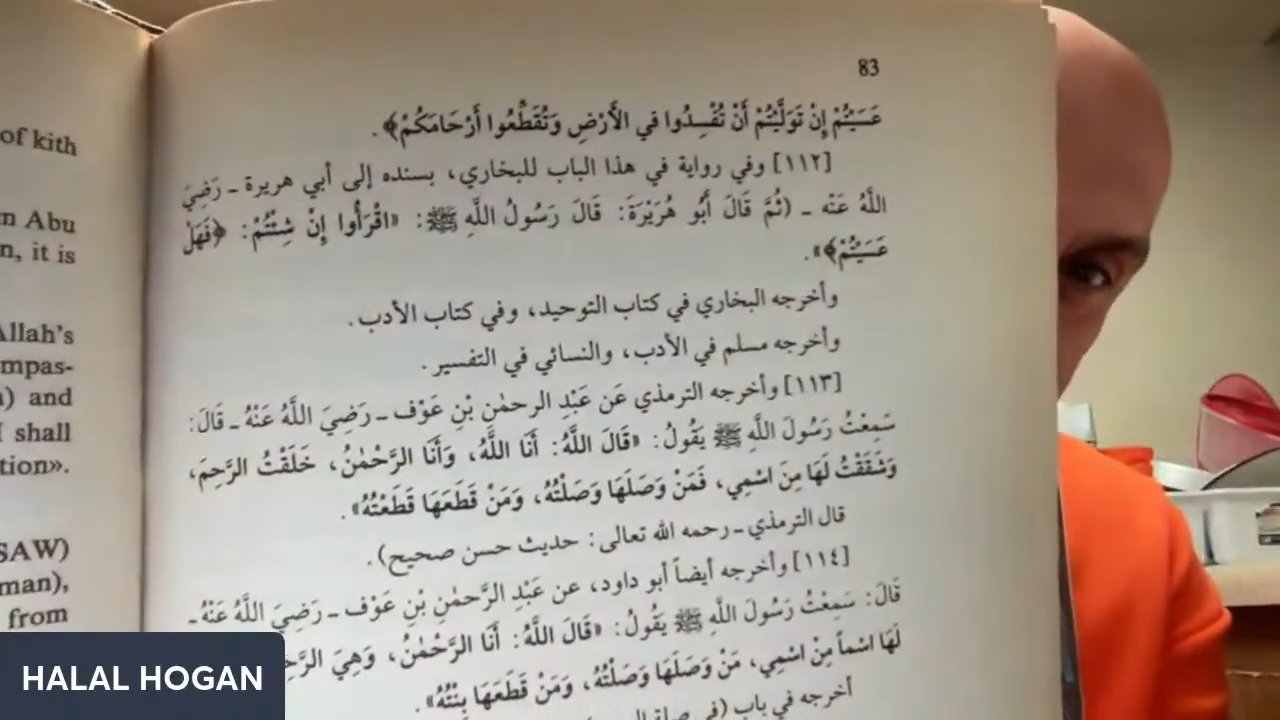 of kith
Abu
n, it is
Allah's
mpas-
) and
I shall
tion».
SAW)
man),
from
83
عَسَيْتُمْ إِنْ تَوَلَّيْتُمْ أَنْ تُفْسِدُوا في الأَرْضِ وَتُقَطِّعُوا أَرْحَامَكُمْ﴾.
[١١٢] وفي رواية في هذا الباب للبخاري، بسنده إلى أبي هريرة ـ رَضِيَ
اللَّهُ عَنْه ـ (ثُمَّ قَالَ أَبُو هُرَيْرَةَ: قَالَ رَسُولُ اللَّهِ ﷺ: «اقْرَأُوا إِنْ شِئْتُمْ: ﴿فَهَلْ
عَسَيْتُمْ﴾».
وأخرجه البخاري في كتاب التوحيد، وفي كتاب الأدب.
وأخرجه مسلم في الأدب، والنسائي في التفسير.
[١١٣] وأخرجه الترمذي عَن عَبْدِ الرحمٰنِ بْنِ عَوْف ـ رَضِيَ اللَّهُ عَنْهُ ـ قَالَ:
سَمِعْتُ رَسُولَ اللَّهِ ﷺ يَقُولُ: «قَالَ اللَّهُ: أَنَا اللَّهُ، وَأَنَا الرَّحْمٰنُ، خَلَقْتُ الرَّحِمَ،
وَشَقَقْتُ لَهَا مِنَ اسْمِي، فَمَنْ وَصَلَهَا وَصَلْتُهُ، وَمَنْ قَطَعَهَا قَطَعْتُهُ».
قال الترمذي ـ رحمه الله تعالى: حديث حسن صحيح).
[١١٤] وأخرجه أيضاً أبو داود، عن عَبْدِ الرَّحمٰنِ بْنِ عَوْف ـ رَضِيَ اللَّهُ عَنْهُ ـ
قَالَ: سَمِعْتُ رَسُولَ اللَّهِ ﷺ يَقُولُ: «قَالَ اللَّهُ: أَنَا الرَّحْمٰنُ، وَهِيَ
لَهَا اسْماً مِنْ اسْمِي، مَنْ وَصَلَهَا وَصَلْتُهُ، وَمَنْ قَطَعَهَا بِنْتُهُ».
أخرجه في باب (في صلة
HALAL HOGAN